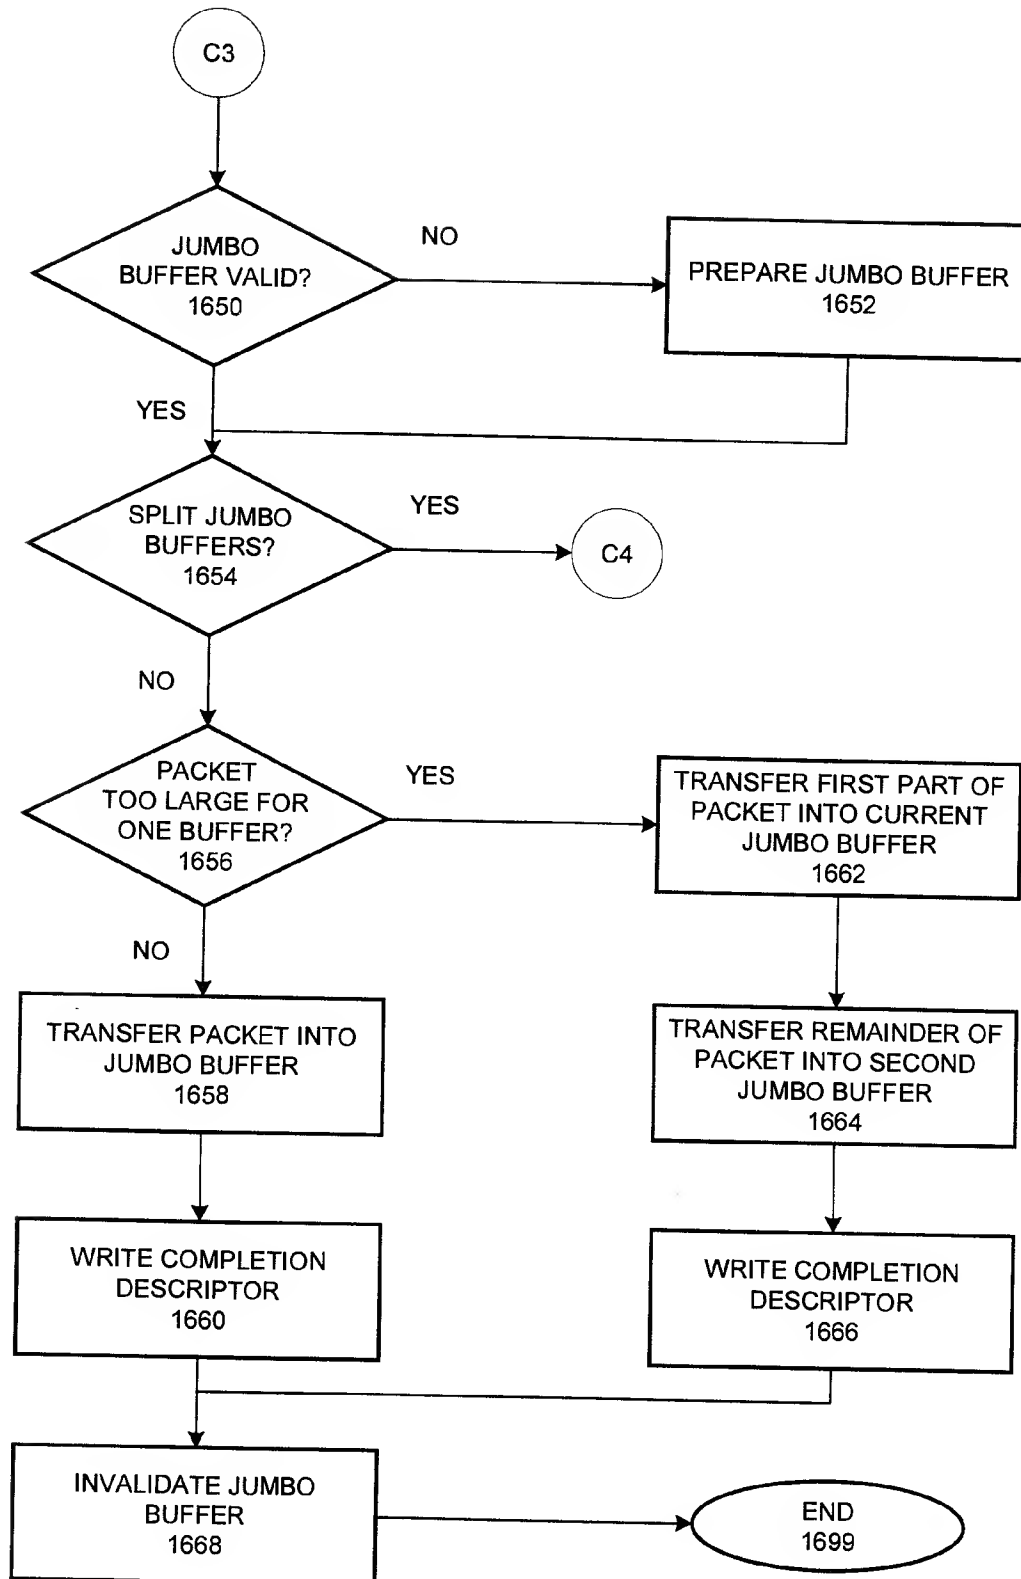 C3
JUMBO
BUFFER VALID?
1650
NO
PREPARE JUMBO BUFFER
1652
YES
SPLIT JUMBO
BUFFERS?
1654
YES
C4
NO
PACKET
TOO LARGE FOR
ONE BUFFER?
1656
YES
TRANSFER FIRST PART OF
PACKET INTO CURRENT
JUMBO BUFFER
1662
NO
TRANSFER PACKET INTO
JUMBO BUFFER
1658
TRANSFER REMAINDER OF
PACKET INTO SECOND
JUMBO BUFFER
1664
WRITE COMPLETION
DESCRIPTOR
1660
WRITE COMPLETION
DESCRIPTOR
1666
INVALIDATE JUMBO
BUFFER
1668
END
1699